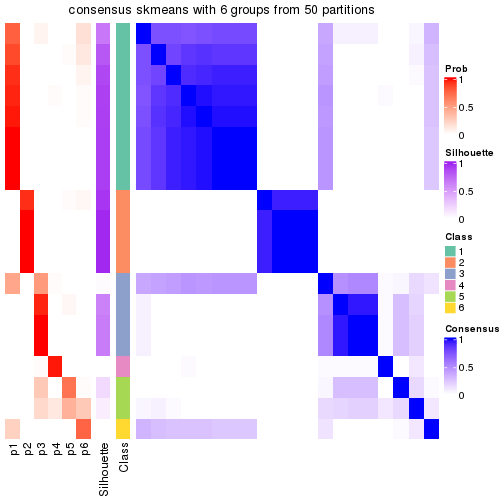 consensus skmeans with 6 groups from 50 partitions
Prob
1
0.5
0
Silhouette
1
0.5
0
Class
1
2
3
4
5
6
Consensus
1
0.5
0
p1
p2
p3
p4
p5
p6
Silhouette
Class